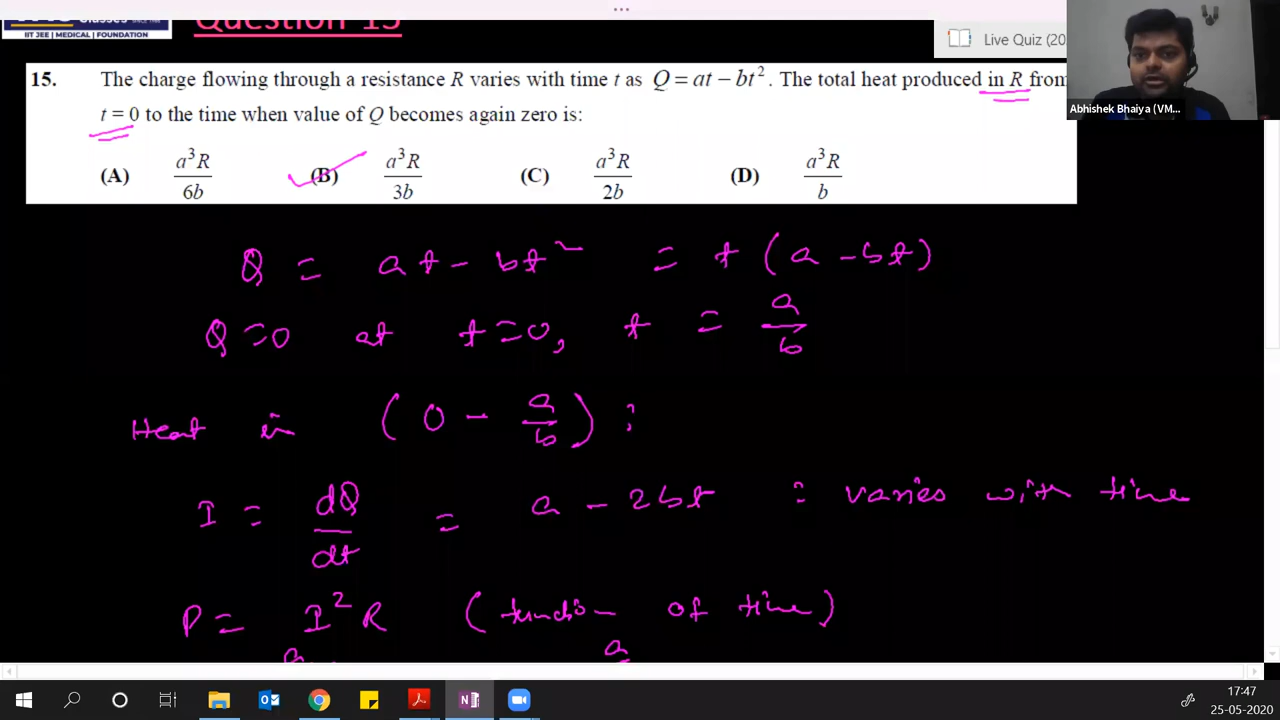 Classes SINCE 1986
IIT JEE | MEDICAL | FOUNDATION
Question 15
Live Quiz (20
Abhishek Bhaiya (VM...
15. The charge flowing through a resistance R varies with time t as Q = at − bt². The total heat produced in R from
t = 0 to the time when value of Q becomes again zero is:
(A) a³R/6b (B) a³R/3b (C) a³R/2b (D) a³R/b
Q = at − bt² = t (a − bt)
Q = 0 at t = 0, t = a/b
Heat in (0 − a/b) :
I = dQ/dt = a − 2bt : varies with time
P = I²R (function of time)
a a
17:47
25-05-2020